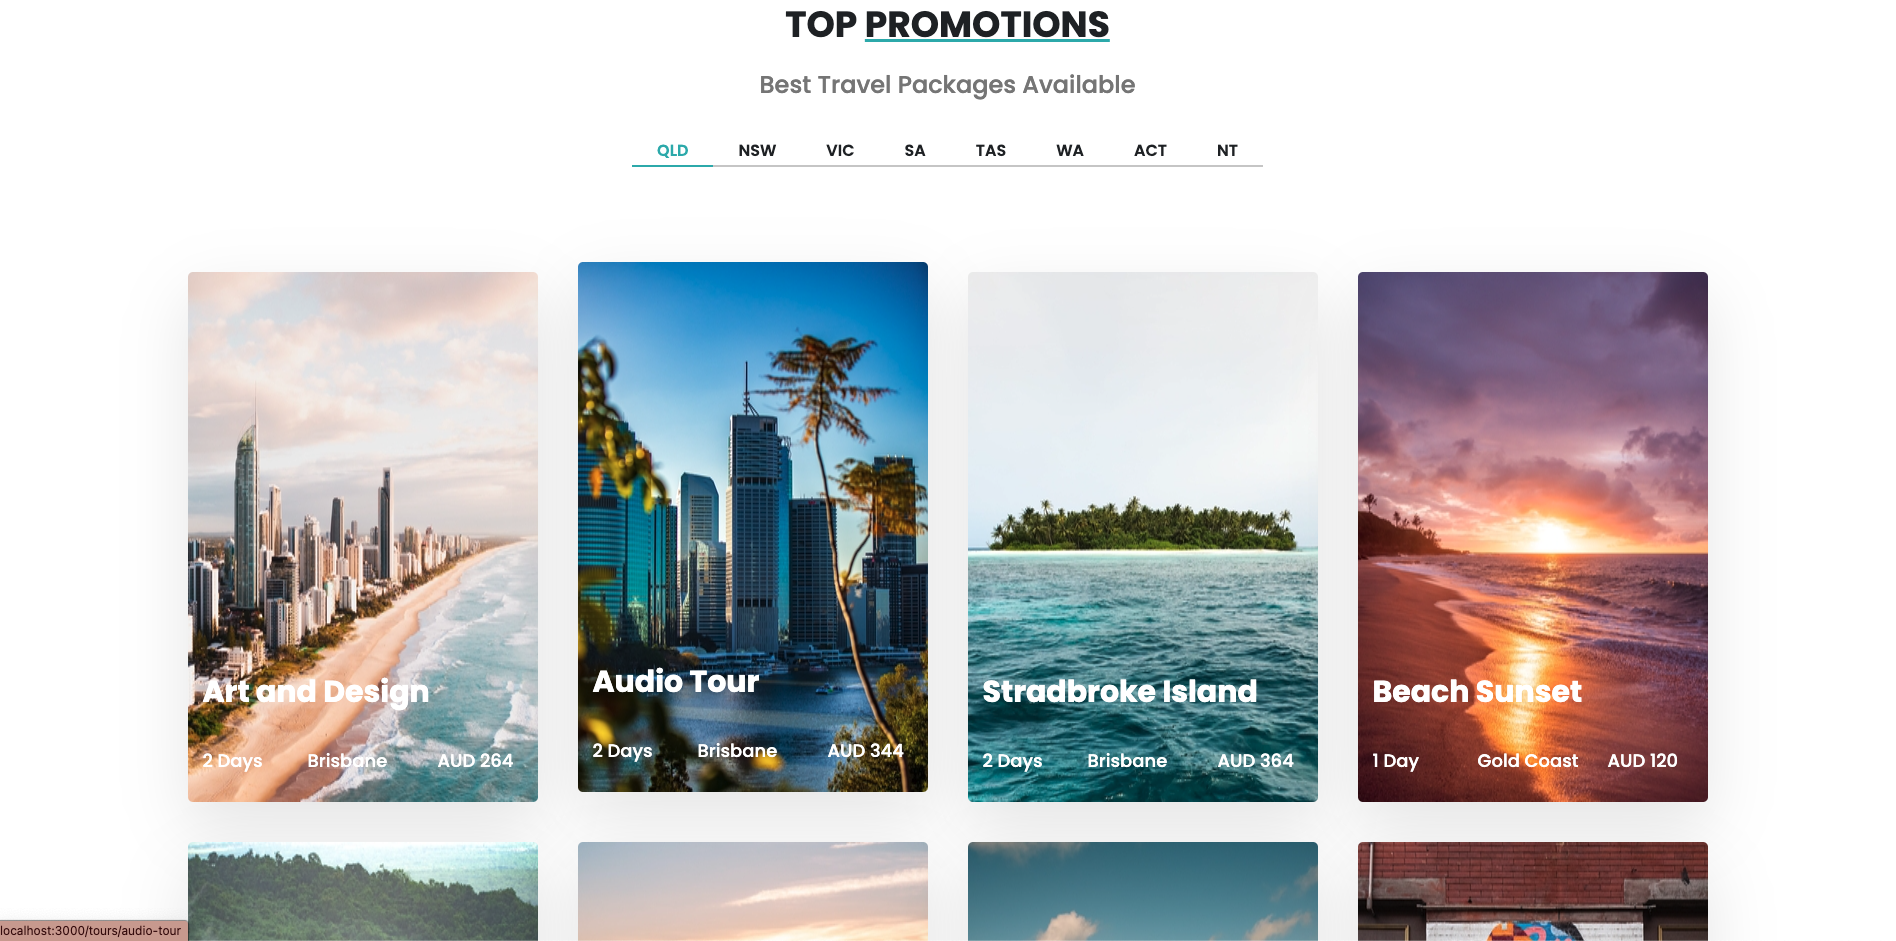 TOP PROMOTIONS
Best Travel Packages Available
QLD NSW VIC SA TAS WA ACT NT
Art and Design
2 Days Brisbane AUD 264
Audio Tour
2 Days Brisbane AUD 344
Stradbroke Island
2 Days Brisbane AUD 364
Beach Sunset
1 Day Gold Coast AUD 120
localhost:3000/tours/audio-tour